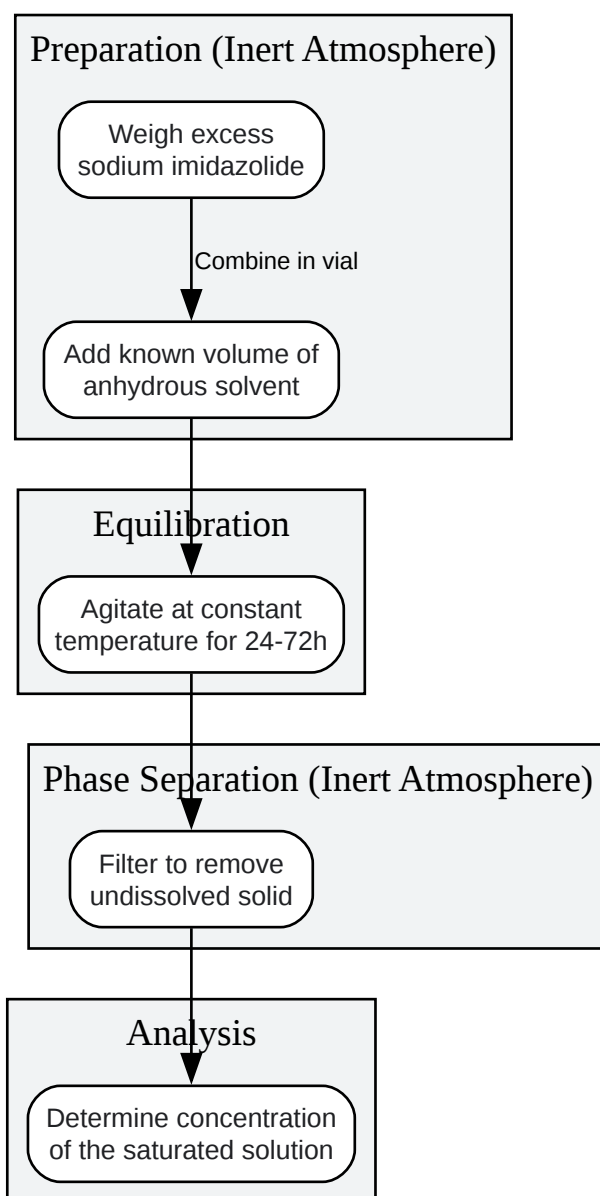 Preparation (Inert Atmosphere)
Weigh excess
sodium imidazolide
Combine in vial
Add known volume of
anhydrous solvent
Equilibration
Agitate at constant
temperature for 24-72h
Phase Separation (Inert Atmosphere)
Filter to remove
undissolved solid
Analysis
Determine concentration
of the saturated solution